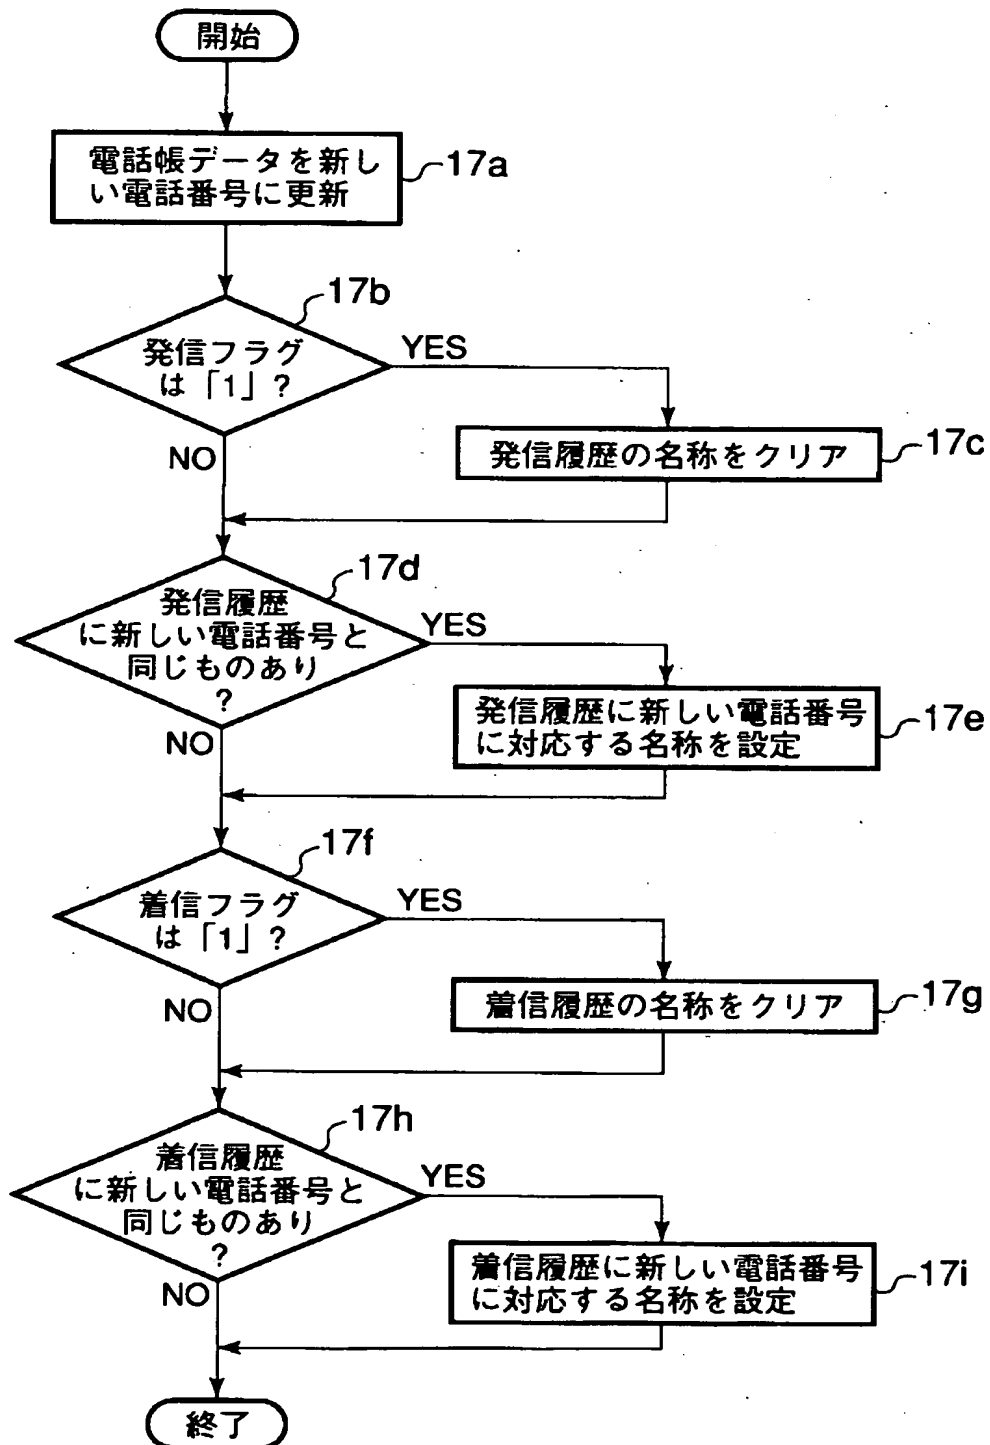 開始
電話帳データを新し
い電話番号に更新
17a
17b
発信フラグ
は「1」?
YES
NO
発信履歴の名称をクリア
17c
17d
発信履歴
に新しい電話番号と
同じものあり
?
YES
NO
発信履歴に新しい電話番号
に対応する名称を設定
17e
17f
着信フラグ
は「1」?
YES
NO
着信履歴の名称をクリア
17g
17h
着信履歴
に新しい電話番号と
同じものあり
?
YES
NO
着信履歴に新しい電話番号
に対応する名称を設定
17i
終了